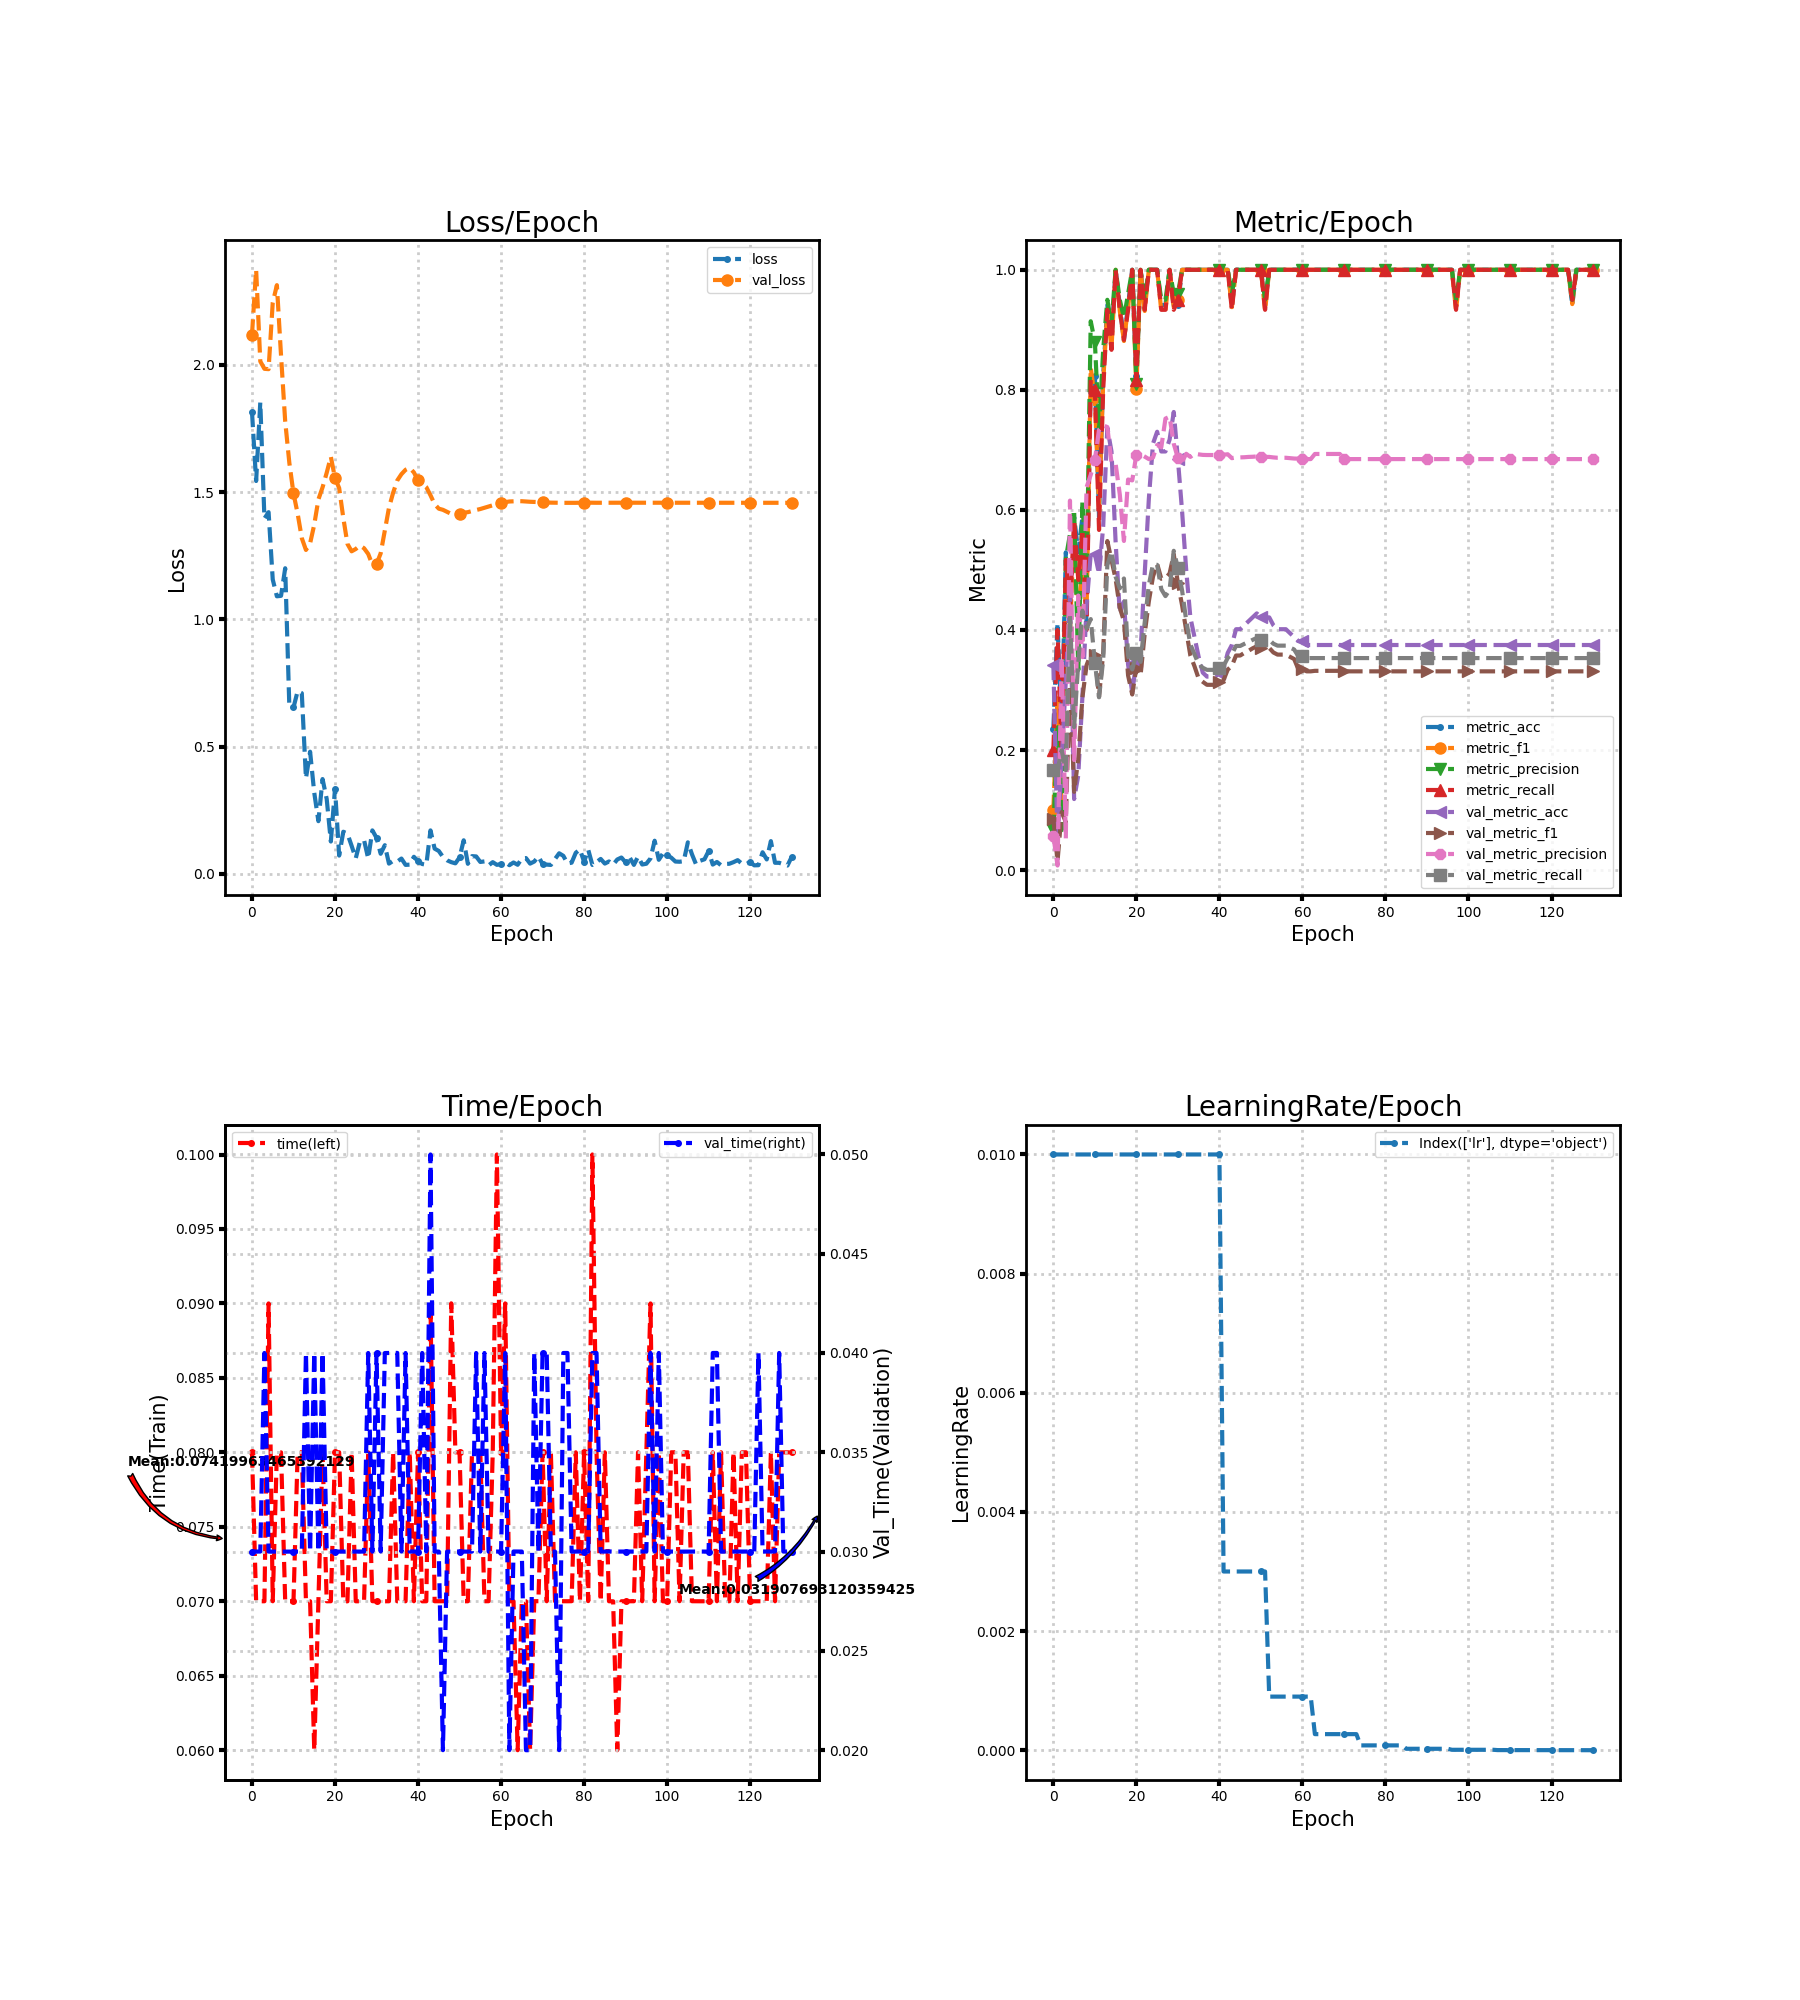 Loss/Epoch
loss
val_loss
2.0
1.5
1.0
0.5
0.0
Loss
0 20 40 60 80 100 120
Epoch
Metric/Epoch
1.0
0.8
0.6
0.4
0.2
0.0
Metric
metric_acc
metric_f1
metric_precision
metric_recall
val_metric_acc
val_metric_f1
val_metric_precision
val_metric_recall
0 20 40 60 80 100 120
Epoch
Time/Epoch
time(left)
val_time(right)
0.100
0.095
0.090
0.085
0.080
0.075
0.070
0.065
0.060
Time(Train)
0.050
0.045
0.040
0.035
0.030
0.025
0.020
Val_Time(Validation)
Mean:0.031907693120359425
0 20 40 60 80 100 120
Epoch
LearningRate/Epoch
Index(['lr'], dtype='object')
0.010
0.008
0.006
0.004
0.002
0.000
LearningRate
0 20 40 60 80 100 120
Epoch